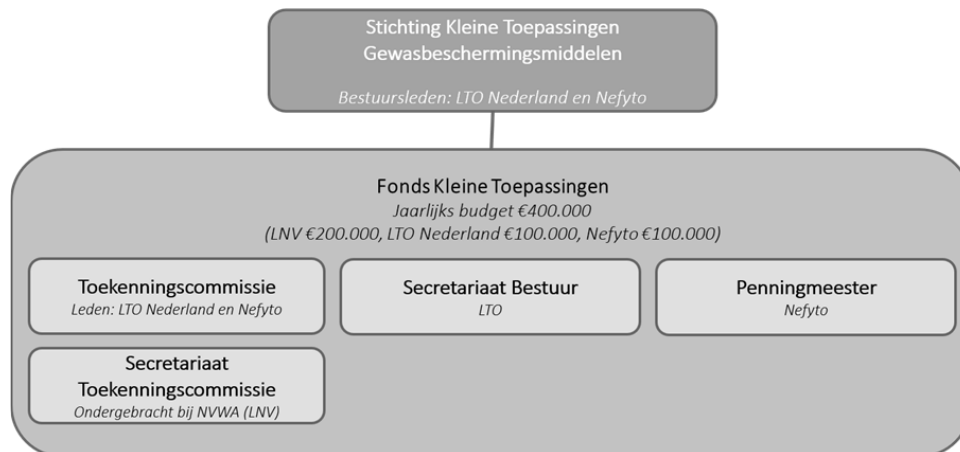 Stichting Kleine Toepassingen
Gewasbeschermingsmiddelen
Bestuursleden: LTO Nederland en Nefyto
Fonds Kleine Toepassingen
Jaarlijks budget €400.000
(LNV €200.000, LTO Nederland €100.000, Nefyto €100.000)
Toekenningscommissie
Leden: LTO Nederland en Nefyto
Secretariaat Bestuur
LTO
Penningmeester
Nefyto
Secretariaat
Toekenningscommissie
Ondergebracht bij NVWA (LNV)